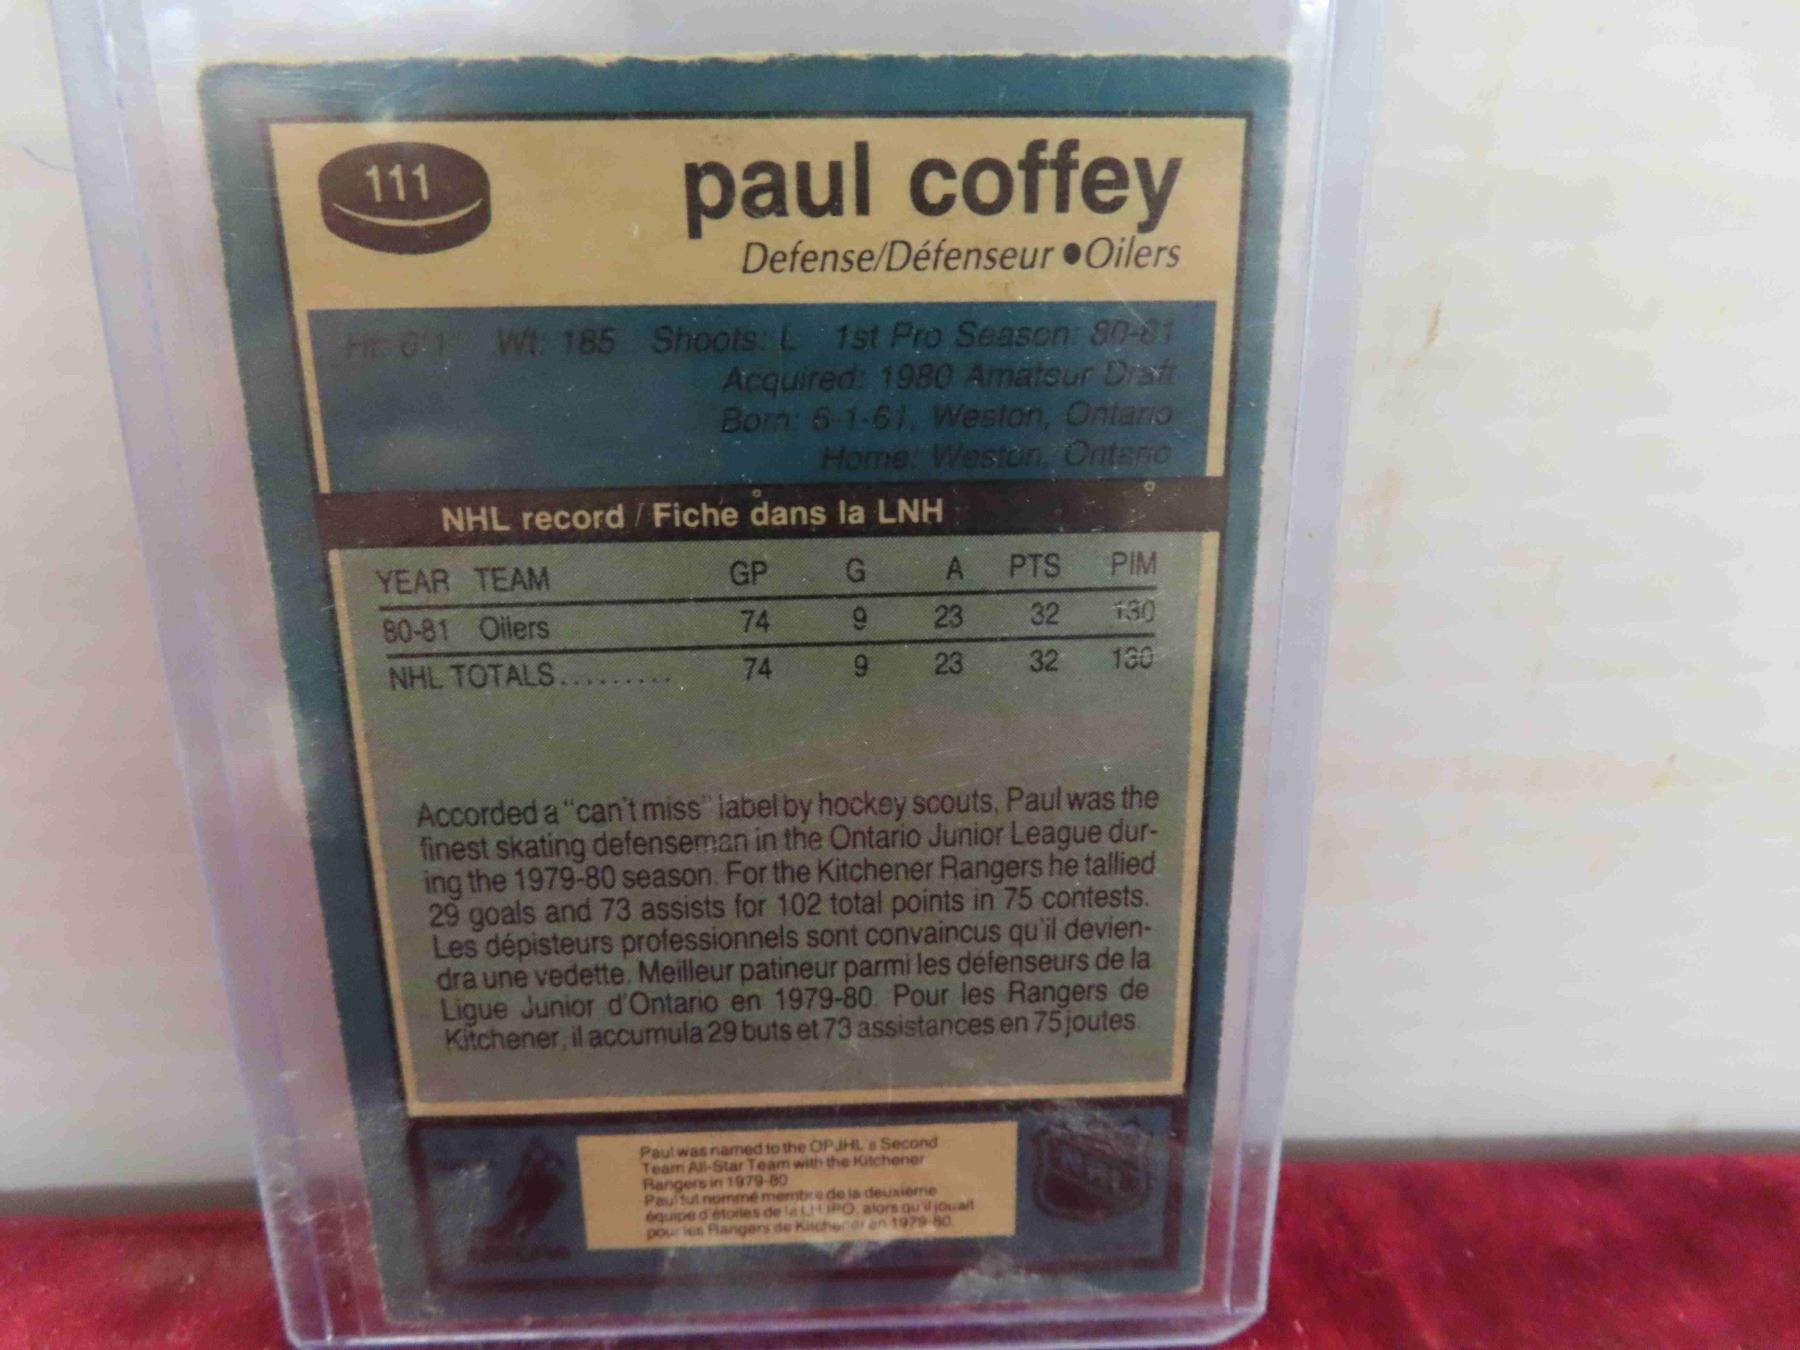 111
paul coffey
Defense/Défenseur • Oilers
Ht: 6'1" Wt: 185 Shoots: L 1st Pro Season: 80-81
Acquired: 1980 Amateur Draft
Born: 6-1-61, Weston, Ontario
Home: Weston, Ontario
NHL record / Fiche dans la LNH
YEAR TEAM GP G A PTS PIM
80-81 Oilers 74 9 23 32 130
NHL TOTALS......... 74 9 23 32 130
Accorded a "can't miss" label by hockey scouts, Paul was the
finest skating defenseman in the Ontario Junior League dur-
ing the 1979-80 season. For the Kitchener Rangers he tallied
29 goals and 73 assists for 102 total points in 75 contests.
Les dépisteurs professionnels sont convaincus qu'il devien-
dra une vedette. Meilleur patineur parmi les défenseurs de la
Ligue Junior d'Ontario en 1979-80. Pour les Rangers de
Kitchener, il accumula 29 buts et 73 assistances en 75 joutes.
Paul was named to the OPJHL's Second
Team All-Star Team with the Kitchener
Rangers in 1979-80
Paul fut nommé membre de la deuxième
équipe d'étoiles de la LHJPO, alors qu'il jouait
pour les Rangers de Kitchener en 1979-80.
NHL